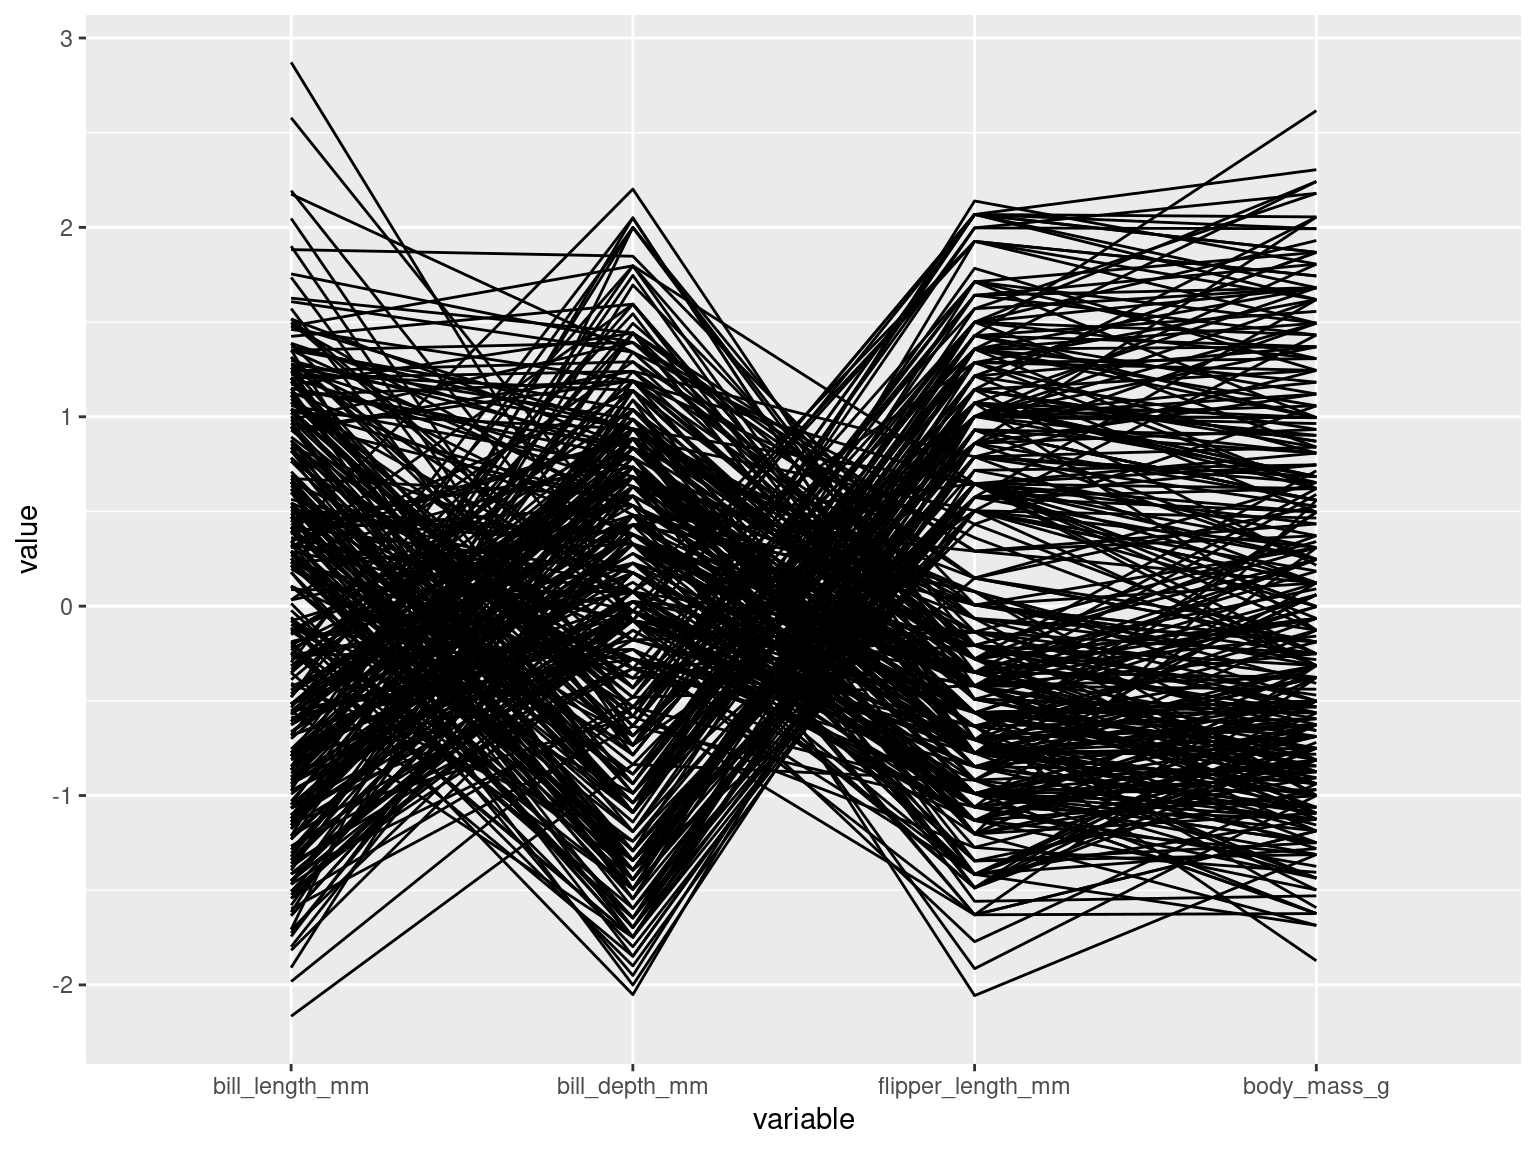 3
2
1
0
-1
-2
value
bill_length_mm bill_depth_mm flipper_length_mm body_mass_g
variable